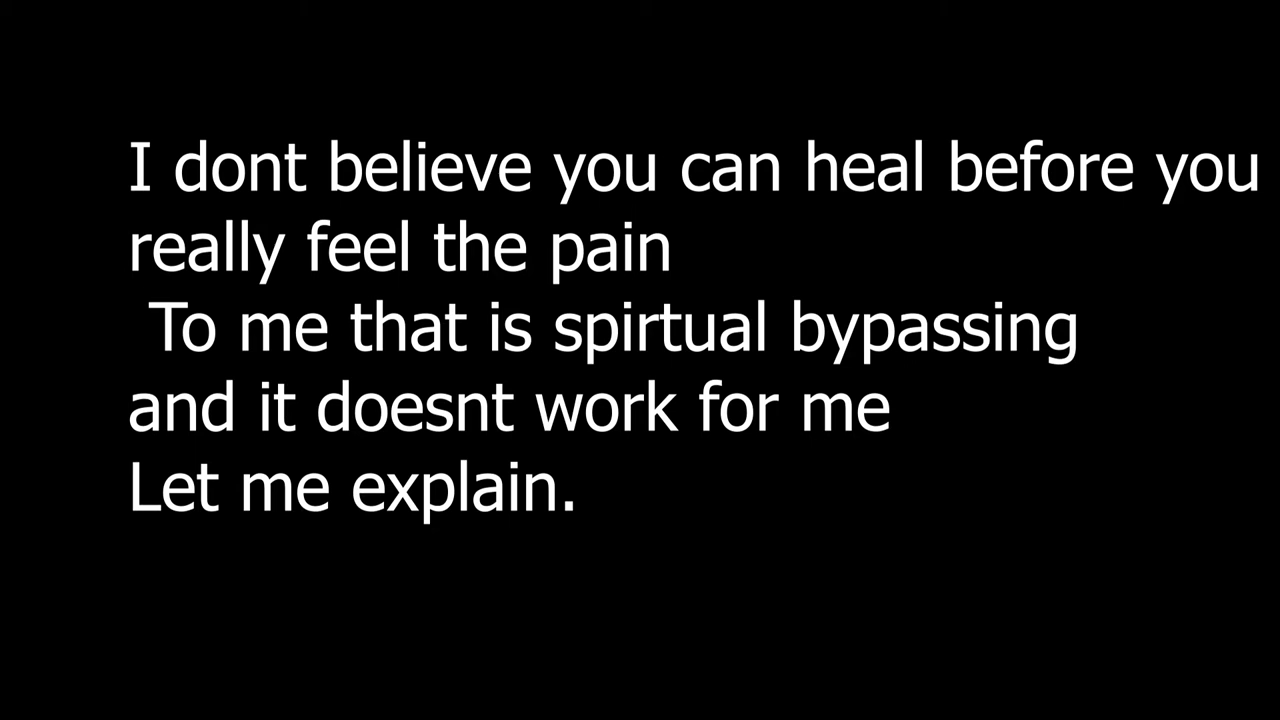 I dont believe you can heal before you
really feel the pain
To me that is spirtual bypassing
and it doesnt work for me
Let me explain.